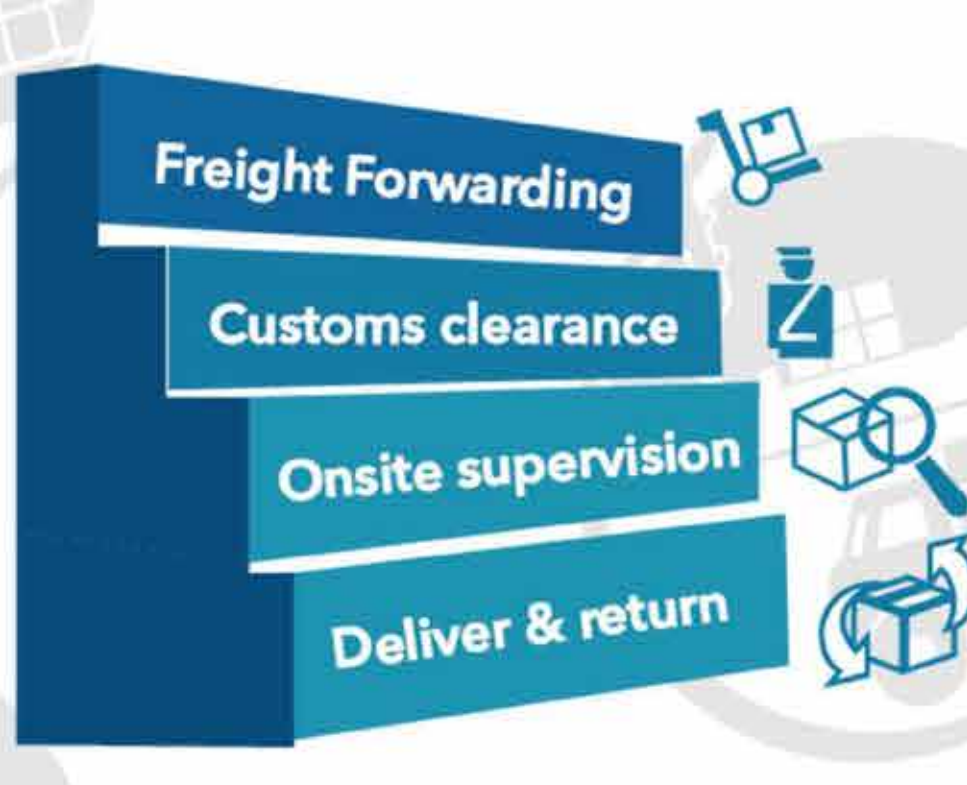 Freight Forwarding
Customs clearance
Onsite supervision
Deliver & return